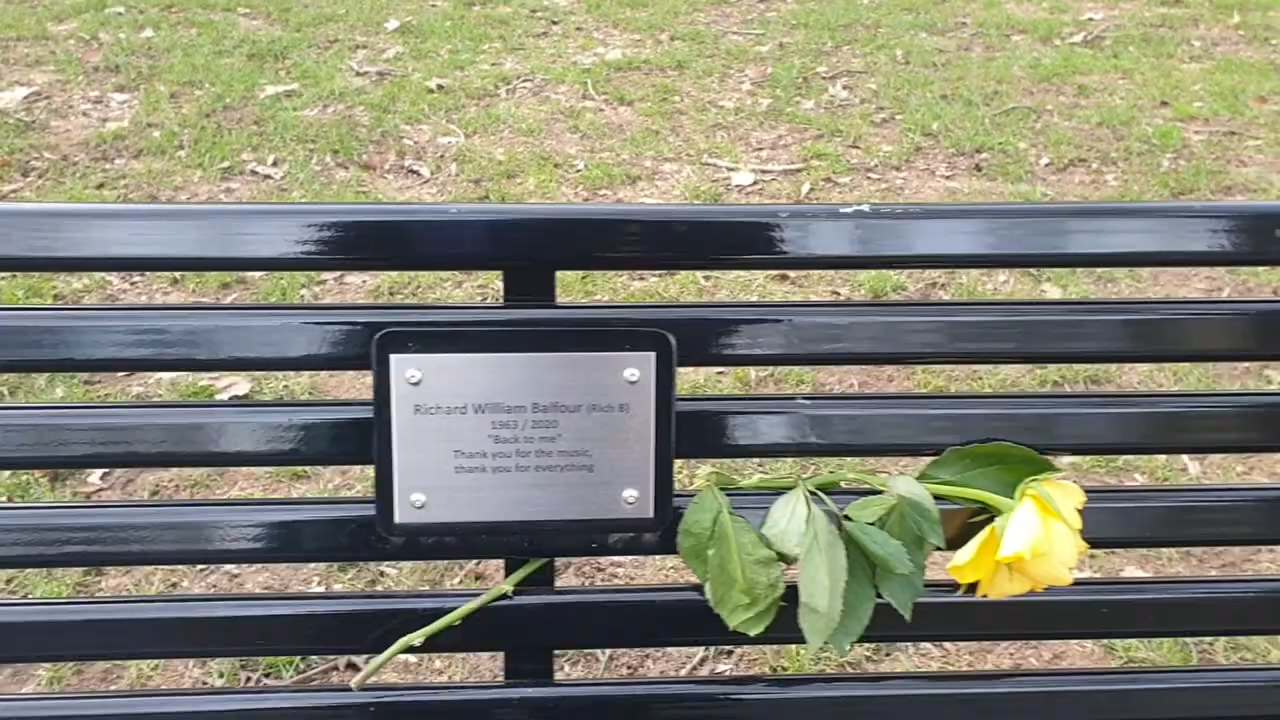 Richard William Balfour (Rich B)
1963 / 2020
"Back to me"
Thank you for the music,
thank you for everything